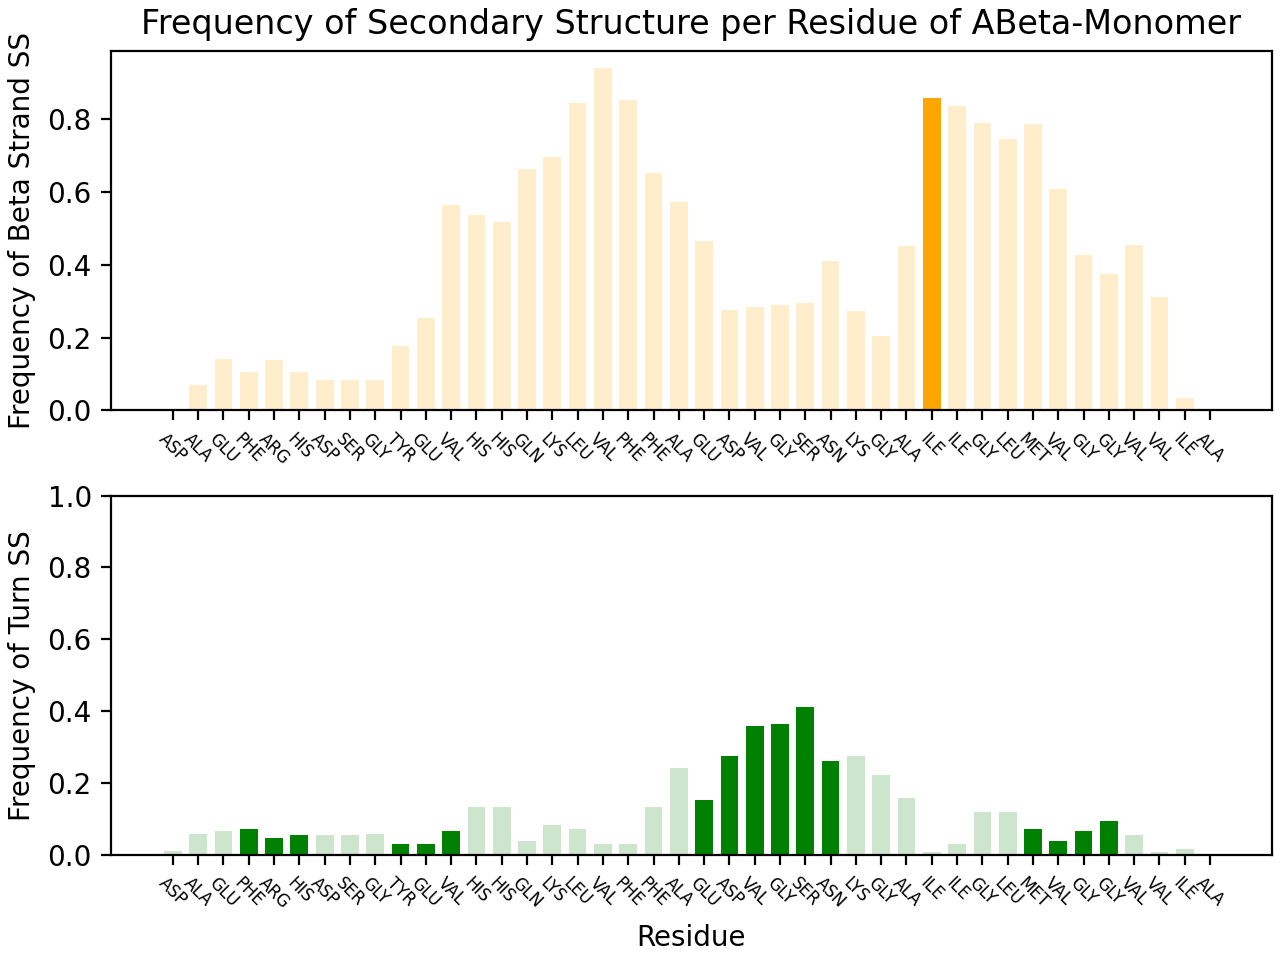 Frequency of Secondary Structure per Residue of ABeta-Monomer
Frequency of Beta Strand SS
0.8
0.6
0.4
0.2
0.0
ASP ALA GLU PHE ARG HIS ASP SER GLY TYR GLU VAL HIS HIS GLN LYS LEU VAL PHE PHE ALA GLU ASP VAL GLY SER ASN LYS GLY ALA ILE ILE GLY LEU MET VAL GLY GLY VAL VAL ILE ALA
Frequency of Turn SS
1.0
0.8
0.6
0.4
0.2
0.0
ASP ALA GLU PHE ARG HIS ASP SER GLY TYR GLU VAL HIS HIS GLN LYS LEU VAL PHE PHE ALA GLU ASP VAL GLY SER ASN LYS GLY ALA ILE ILE GLY LEU MET VAL GLY GLY VAL VAL ILE ALA
Residue